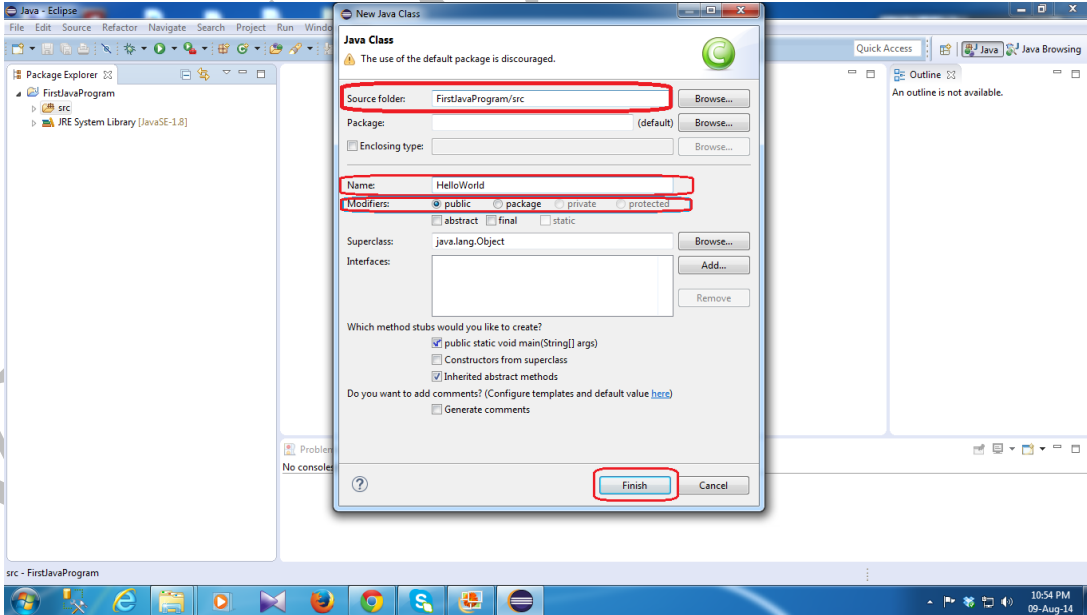 Java - Eclipse
New Java Class
File Edit Source Refactor Navigate Search Project Run Windo
Java Class
The use of the default package is discouraged.
Quick Access
Java
Java Browsing
Package Explorer
FirstJavaProgram
src
JRE System Library [JavaSE-1.8]
Source folder: FirstJavaProgram/src Browse...
Package: (default) Browse...
Enclosing type: Browse...
Name: HelloWorld
Modifiers: public package private protected
abstract final static
Superclass: java.lang.Object Browse...
Interfaces: Add...
Remove
Which method stubs would you like to create?
public static void main(String[] args)
Constructors from superclass
Inherited abstract methods
Do you want to add comments? (Configure templates and default value here)
Generate comments
Finish Cancel
Outline
An outline is not available.
Problem
No consoles
src - FirstJavaProgram
10:54 PM
09-Aug-14